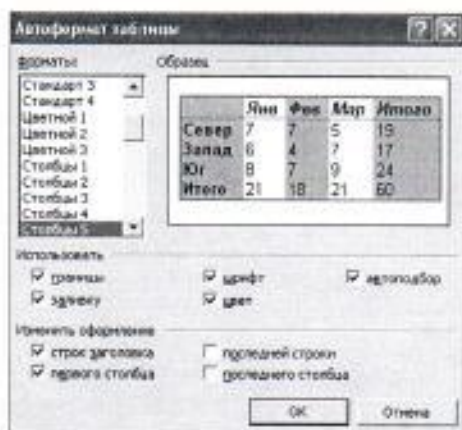 Автоформат таблицы
Форматы:
Образец
Стандарт 3
Стандарт 4
Цветной 1
Цветной 2
Цветной 3
Столбцы 1
Столбцы 2
Столбцы 3
Столбцы 4
Столбцы 5
Янв Фев Мар Итого
Север 7 7 5 19
Запад 6 4 7 17
Юг 8 7 9 24
Итого 21 18 21 60
Использовать
границы шрифт автоподбор
заливку цвет
Изменить оформление
строк заголовка последней строки
первого столбца последнего столбца
OK Отмена